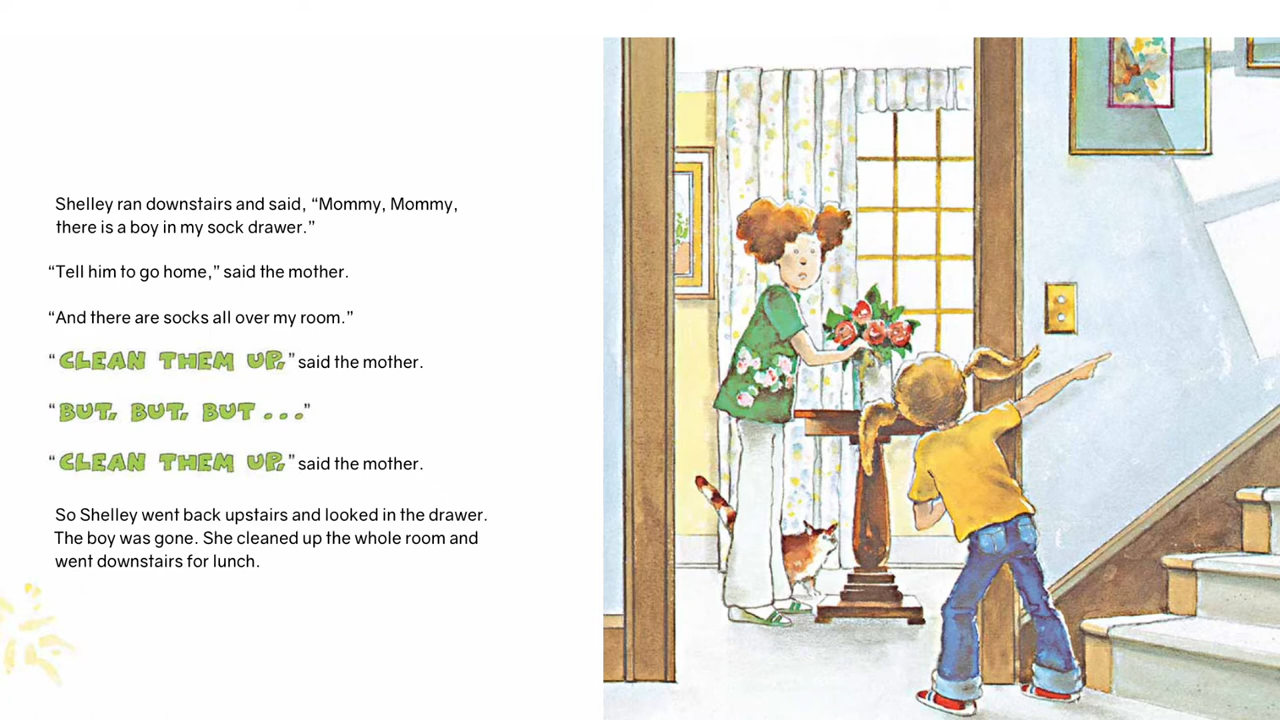 Shelley ran downstairs and said, “Mommy, Mommy,
there is a boy in my sock drawer.”
“Tell him to go home,” said the mother.
“And there are socks all over my room.”
“CLEAN THEM UP,” said the mother.
“BUT, BUT, BUT . . .”
“CLEAN THEM UP,” said the mother.
So Shelley went back upstairs and looked in the drawer.
The boy was gone. She cleaned up the whole room and
went downstairs for lunch.